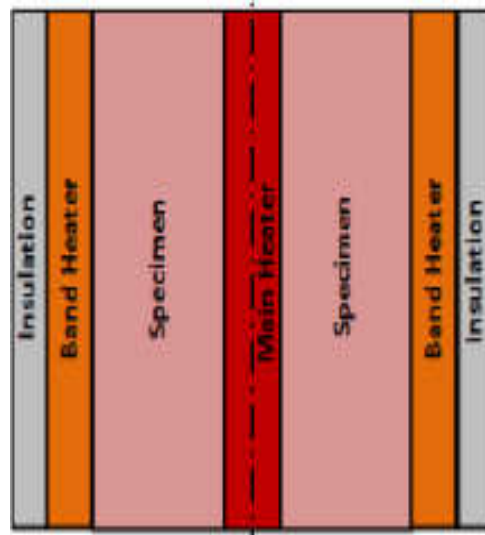 Insulation
Band Heater
Specimen
Main Heater
Specimen
Band Heater
Insulation